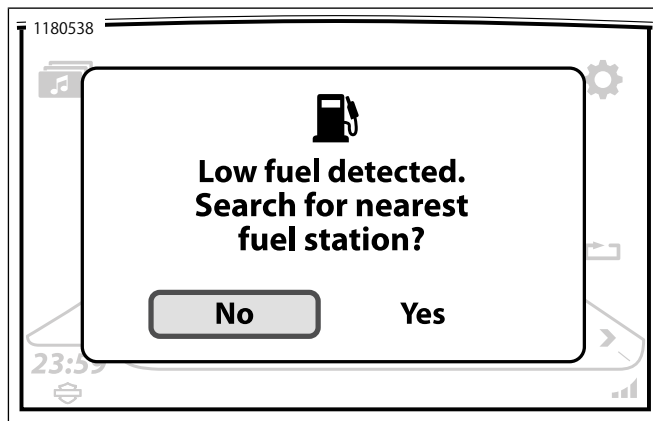 1180538
Low fuel detected.
Search for nearest
fuel station?
No Yes
23:59